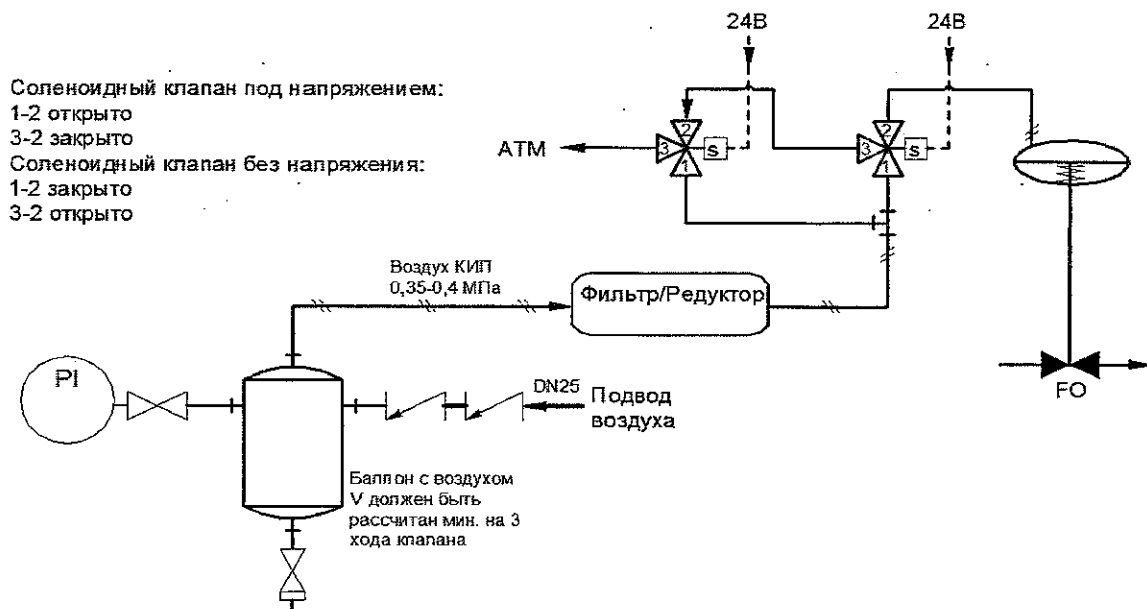 24В
24В
Соленоидный клапан под напряжением:
1-2 открыто
3-2 закрыто
Соленоидный клапан без напряжения:
1-2 закрыто
3-2 открыто
АТМ
2
3
S
1
2
3
S
1
Воздух КИП
0,35-0,4 МПа
Фильтр/Редуктор
PI
DN25
Подвод
воздуха
FO
Баллон с воздухом
V должен быть
рассчитан мин. на 3
хода клапана